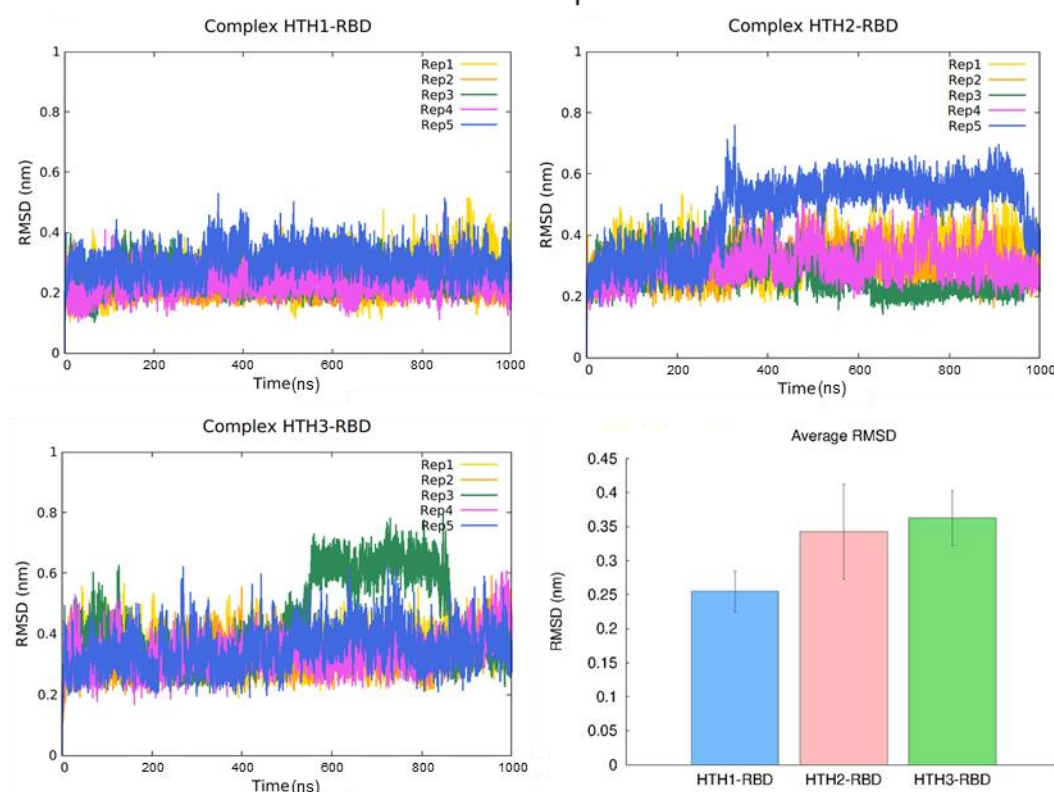 Complex HTH1-RBD
1
0.8
0.6
0.4
0.2
0
RMSD (nm)
Rep1
Rep2
Rep3
Rep4
Rep5
0 200 400 600 800 1000
Time(ns)
Complex HTH2-RBD
1
0.8
0.6
0.4
0.2
0
RMSD (nm)
Rep1
Rep2
Rep3
Rep4
Rep5
0 200 400 600 800 1000
Time(ns)
Complex HTH3-RBD
1
0.8
0.6
0.4
0.2
0
RMSD (nm)
Rep1
Rep2
Rep3
Rep4
Rep5
0 200 400 600 800 1000
Time(ns)
Average RMSD
0.45
0.4
0.35
0.3
0.25
0.2
0.15
0.1
0.05
0
RMSD (nm)
HTH1-RBD HTH2-RBD HTH3-RBD